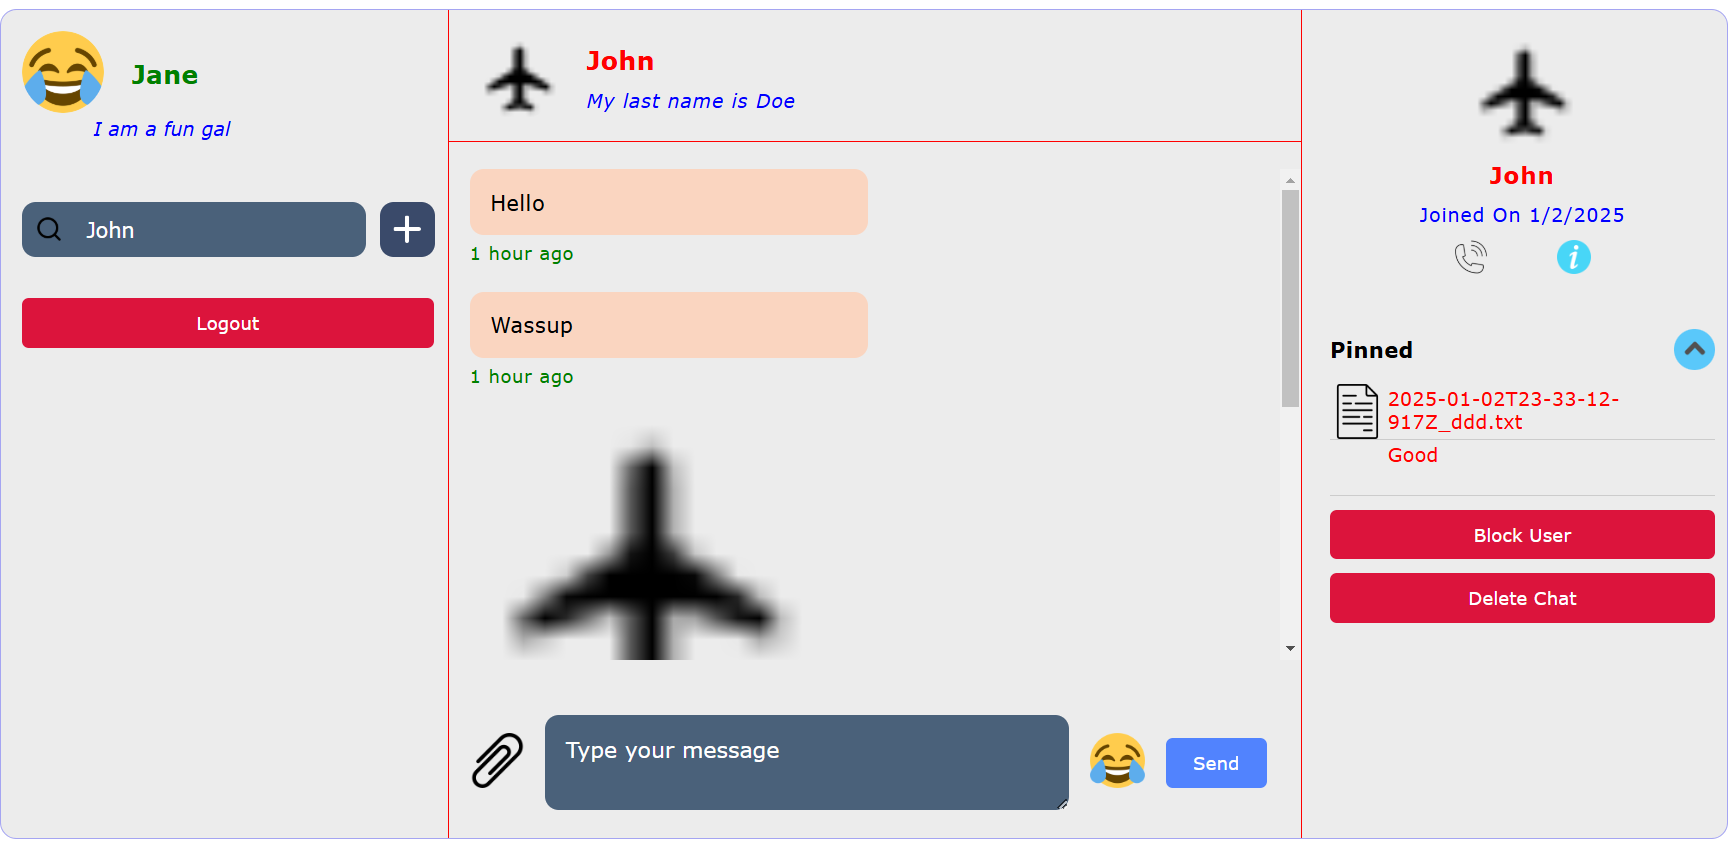 Jane
I am a fun gal
John
Logout
John
My last name is Doe
Hello
1 hour ago
Wassup
1 hour ago
Type your message
Send
John
Joined On 1/2/2025
Pinned
2025-01-02T23-33-12-
917Z_ddd.txt
Good
Block User
Delete Chat